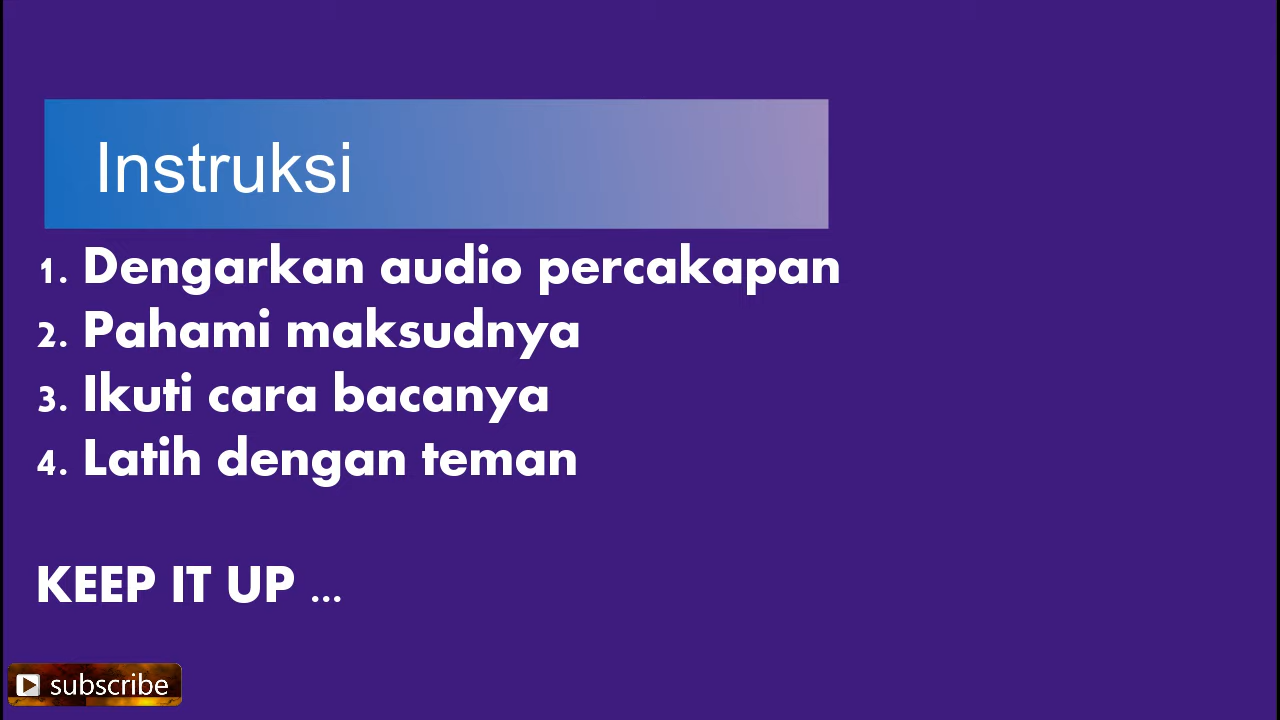 Instruksi
1. Dengarkan audio percakapan
2. Pahami maksudnya
3. Ikuti cara bacanya
4. Latih dengan teman
KEEP IT UP ...
subscribe